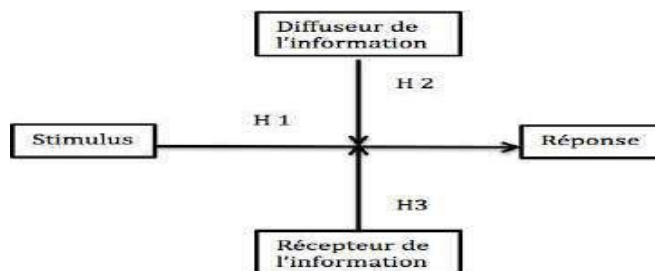 Diffuseur de
l'information
H 2
H 1
Stimulus
Réponse
H3
Récepteur de
l'information